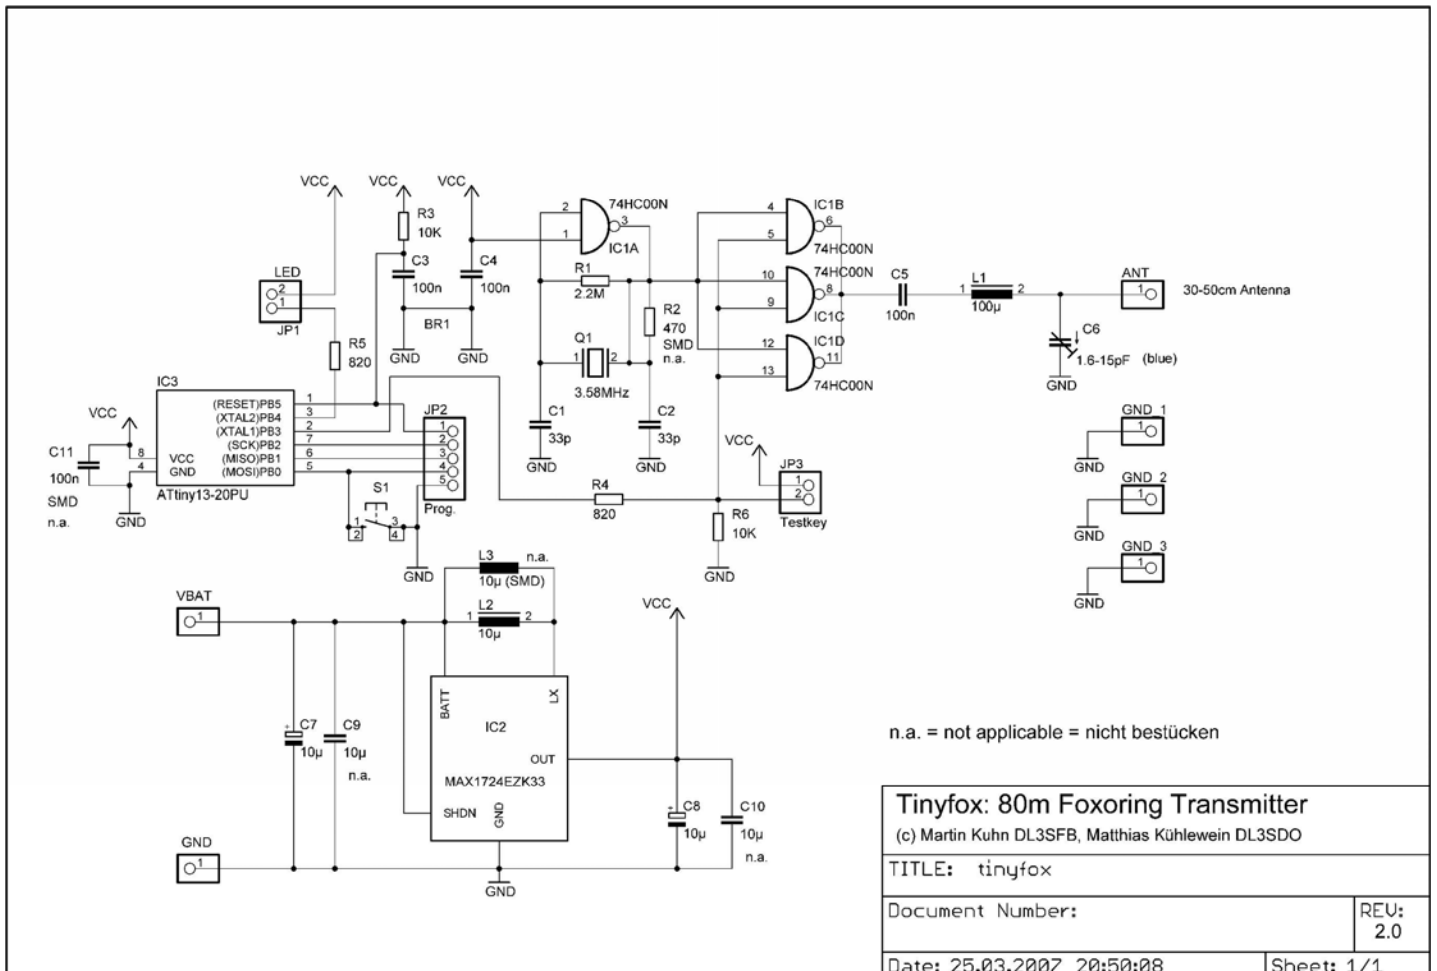 VCC
VCC
VCC
R3
10K
LED
2
1
JP1
C3
100n
C4
100n
BR1
GND
GND
R5
820
74HC00N
2
3
1
IC1A
R1
2.2M
R2
470
SMD
n.a.
Q1
1
2
3.58MHz
C1
33p
C2
33p
GND
GND
4
IC1B
6
5
74HC00N
74HC00N
10
8
9
IC1C
12
IC1D
11
13
74HC00N
C5
100n
L1
1
2
100µ
ANT
1
30-50cm Antenna
C6
1.6-15pF (blue)
GND
GND_1
1
GND
GND_2
1
GND
GND_3
1
GND
IC3
VCC
C11
100n
SMD
n.a.
GND
8 VCC
4 GND
(RESET)PB5 1
(XTAL2)PB4 3
(XTAL1)PB3 2
(SCK)PB2 7
(MISO)PB1 6
(MOSI)PB0 5
ATtiny13-20PU
JP2
1
2
3
4
5
Prog.
S1
1
2
3
4
GND
R4
820
VCC
JP3
1
2
Testkey
R6
10K
GND
L3
n.a.
10µ (SMD)
L2
1
2
10µ
VBAT
1
VCC
BATT
LX
IC2
OUT
MAX1724EZK33
SHDN
GND
+
C7
10µ
C9
10µ
n.a.
+
C8
10µ
C10
10µ
n.a.
GND
1
GND
n.a. = not applicable = nicht bestücken
Tinyfox: 80m Foxoring Transmitter
(c) Martin Kuhn DL3SFB, Matthias Kühlewein DL3SDO
TITLE: tinyfox
Document Number:
REV:
2.0
Date: 25.03.2007 20:50:08
Sheet: 1/1